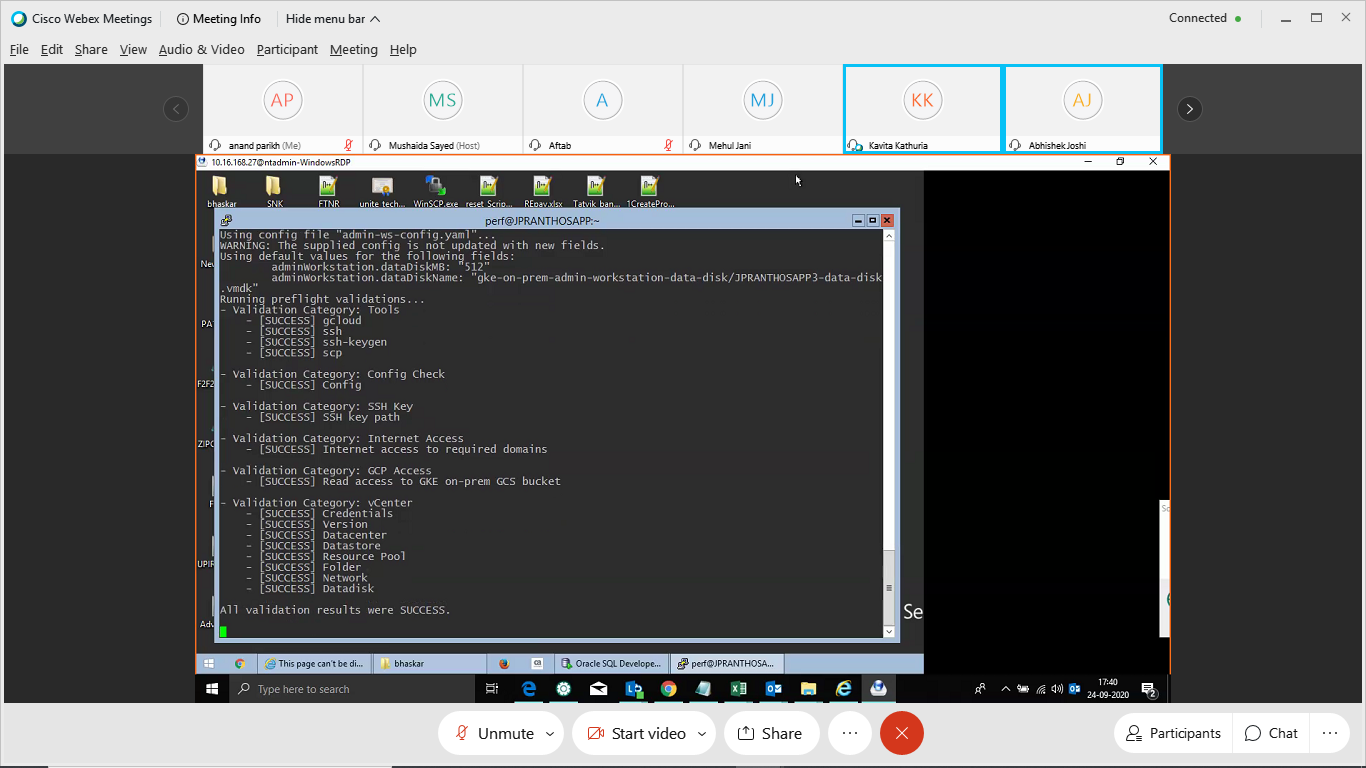 Cisco Webex Meetings
Meeting Info
Hide menu bar
Connected
File Edit Share View Audio & Video Participant Meeting Help
AP MS A MJ KK AJ
anand parikh (Me) Mushaida Sayed (Host) Aftab Mehul Jani Kavita Kathuria Abhishek Joshi
10.16.168.27@ntadmin-WindowsRDP
bhaskar SNK FTNR unite_tech... WinSCP.exe reset_Scrip... REpay.xlsx Tatvik_ban... 1CreatePro...
perf@JPRANTHOSAPP:~
Using config file "admin-ws-config.yaml"...
WARNING: The supplied config is not updated with new fields.
Using default values for the following fields:
adminWorkstation.dataDiskMB: "512"
adminWorkstation.dataDiskName: "gke-on-prem-admin-workstation-data-disk/JPRANTHOSAPP3-data-disk
.vmdk"
Running preflight validations...
- Validation Category: Tools
- [SUCCESS] gcloud
- [SUCCESS] ssh
- [SUCCESS] ssh-keygen
- [SUCCESS] scp
- Validation Category: Config Check
- [SUCCESS] Config
- Validation Category: SSH Key
- [SUCCESS] SSH key path
- Validation Category: Internet Access
- [SUCCESS] Internet access to required domains
- Validation Category: GCP Access
- [SUCCESS] Read access to GKE on-prem GCS bucket
- Validation Category: vCenter
- [SUCCESS] Credentials
- [SUCCESS] Version
- [SUCCESS] Datacenter
- [SUCCESS] Datastore
- [SUCCESS] Resource Pool
- [SUCCESS] Folder
- [SUCCESS] Network
- [SUCCESS] Datadisk
All validation results were SUCCESS.
Se
This page can't be di... bhaskar Oracle SQL Develope... perf@JPRANTHOSA...
Type here to search
17:40
24-09-2020
2
Unmute Start video Share Participants Chat